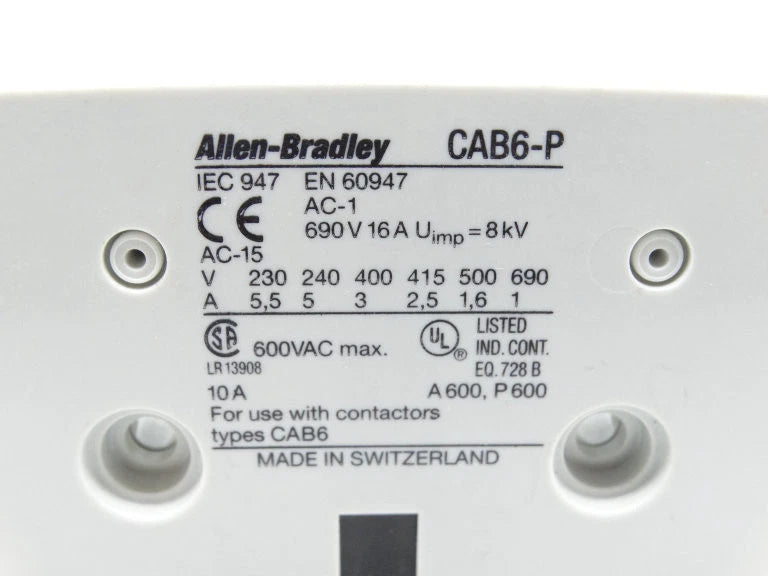 Allen-Bradley CAB6-P
IEC 947 EN 60947
CE AC-1
690 V 16 A Uimp = 8 kV
AC-15
V 230 240 400 415 500 690
A 5,5 5 3 2,5 1,6 1
SA 600VAC max. UL ® LISTED
IND. CONT.
LR 13908 EQ. 728 B
10 A A 600, P 600
For use with contactors
types CAB6
MADE IN SWITZERLAND